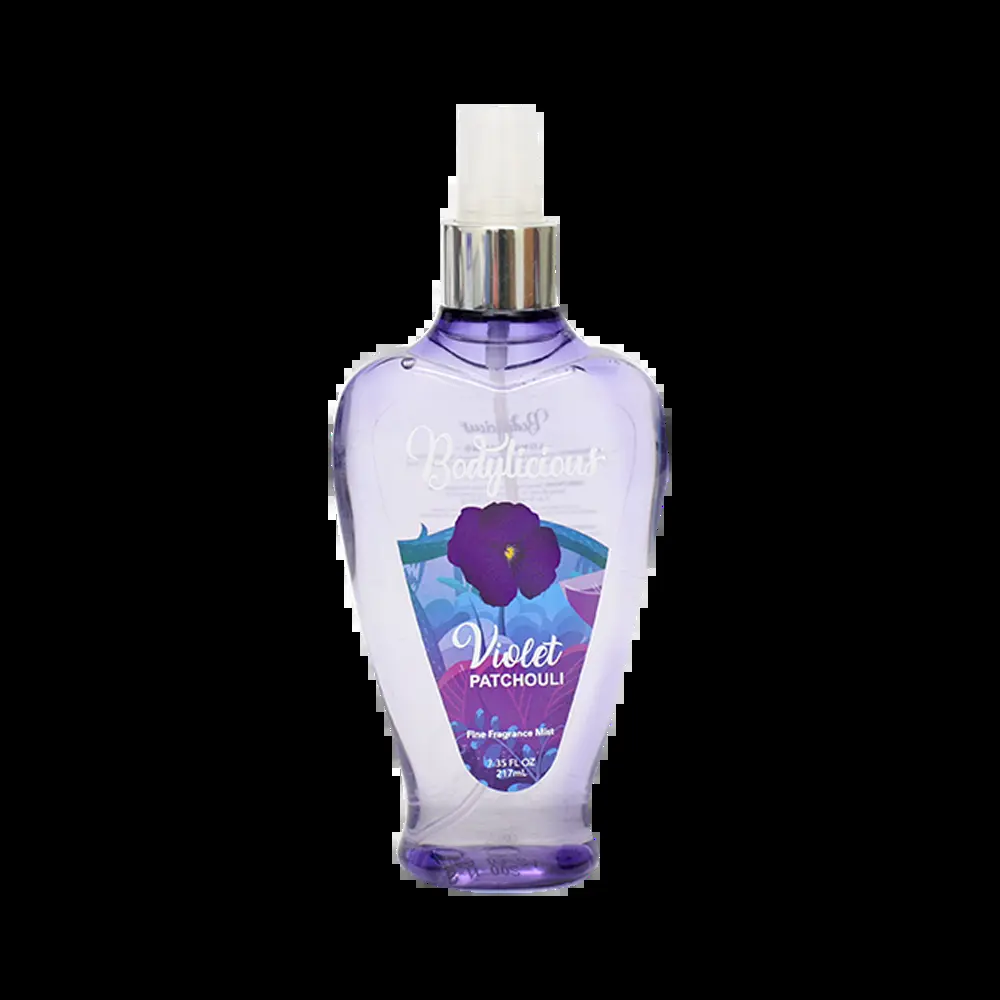 Bodylicious
Violet
PATCHOULI
Fine Fragrance Mist
7.35 FL OZ
217mL